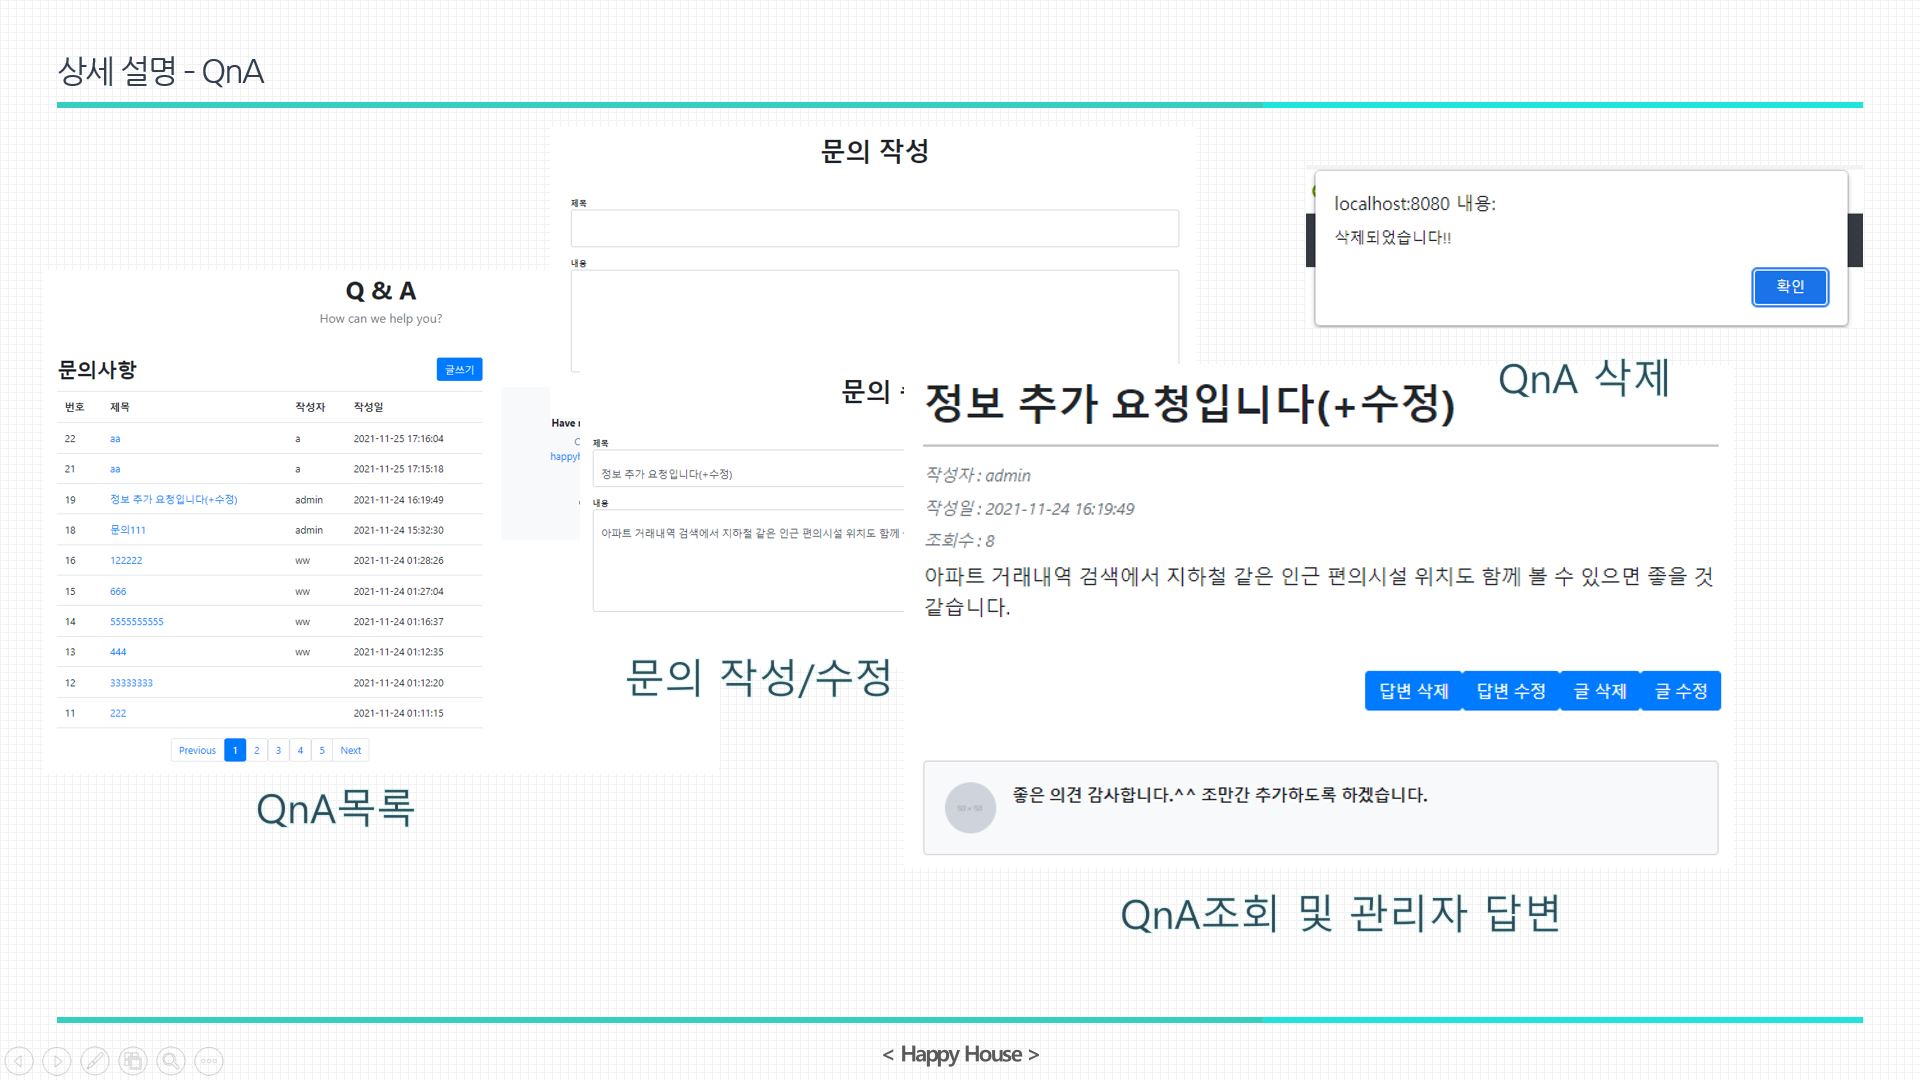 상세 설명 - QnA
문의 작성
제목
내용
localhost:8080 내용:
삭제되었습니다!!
확인
QnA 삭제
Q & A
How can we help you?
문의사항
글쓰기
번호 제목 작성자 작성일
22 aa a 2021-11-25 17:16:04
21 aa a 2021-11-25 17:15:18
19 정보 추가 요청입니다(+수정) admin 2021-11-24 16:19:49
18 문의111 admin 2021-11-24 15:32:30
16 122222 ww 2021-11-24 01:28:26
15 666 ww 2021-11-24 01:27:04
14 5555555555 ww 2021-11-24 01:16:37
13 444 ww 2021-11-24 01:12:35
12 33333333 2021-11-24 01:12:20
11 222 2021-11-24 01:11:15
Previous 1 2 3 4 5 Next
QnA목록
Have
문의
제목
정보 추가 요청입니다(+수정)
내용
아파트 거래내역 검색에서 지하철 같은 인근 편의시설 위치도 함께
문의 작성/수정
정보 추가 요청입니다(+수정)
작성자 : admin
작성일 : 2021-11-24 16:19:49
조회수 : 8
아파트 거래내역 검색에서 지하철 같은 인근 편의시설 위치도 함께 볼 수 있으면 좋을 것
같습니다.
답변 삭제 답변 수정 글 삭제 글 수정
좋은 의견 감사합니다.^^ 조만간 추가하도록 하겠습니다.
QnA조회 및 관리자 답변
< Happy House >